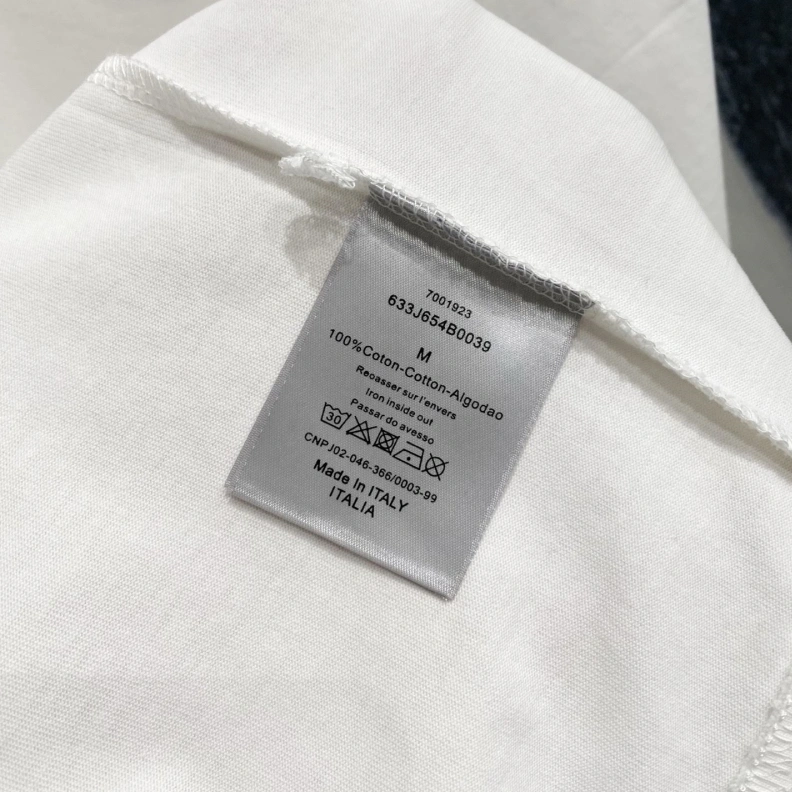 7001923
633J654B0039
M
100%Coton-Cotton-Algodao
Reoasser sur l'envers
Iron inside out
Passar do avesso
30
CNPJ02-046-366/0003-99
Made In ITALY
ITALIA